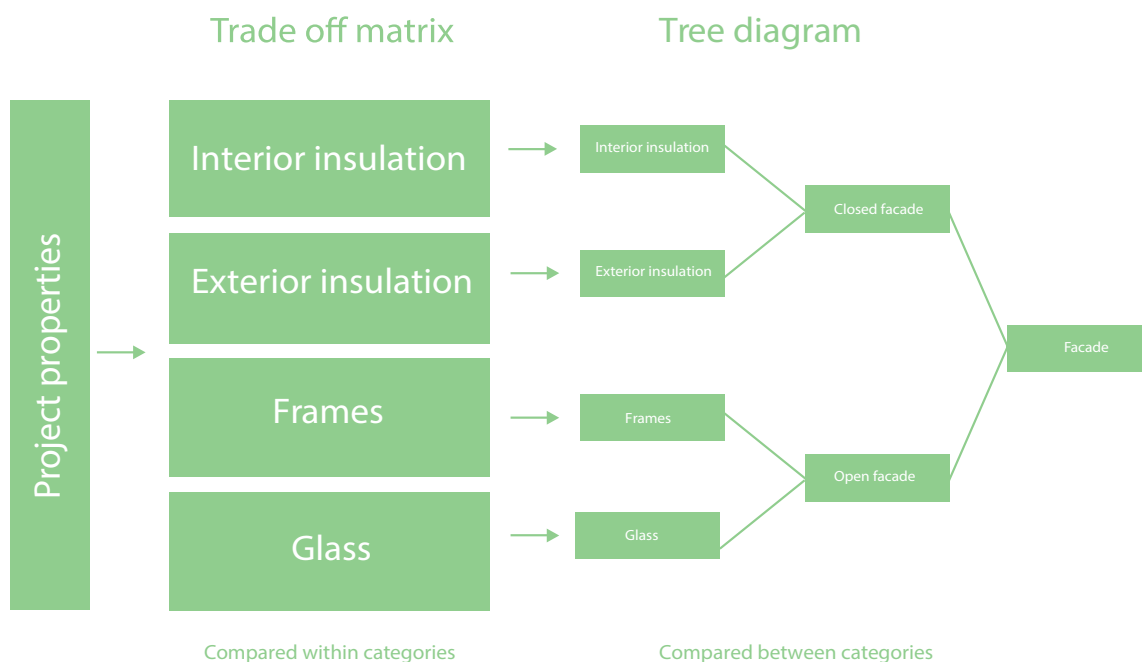 Trade off matrix
Tree diagram
Project properties
Interior insulation
Exterior insulation
Frames
Glass
Interior insulation
Exterior insulation
Frames
Glass
Closed facade
Open facade
Facade
Compared within categories
Compared between categories